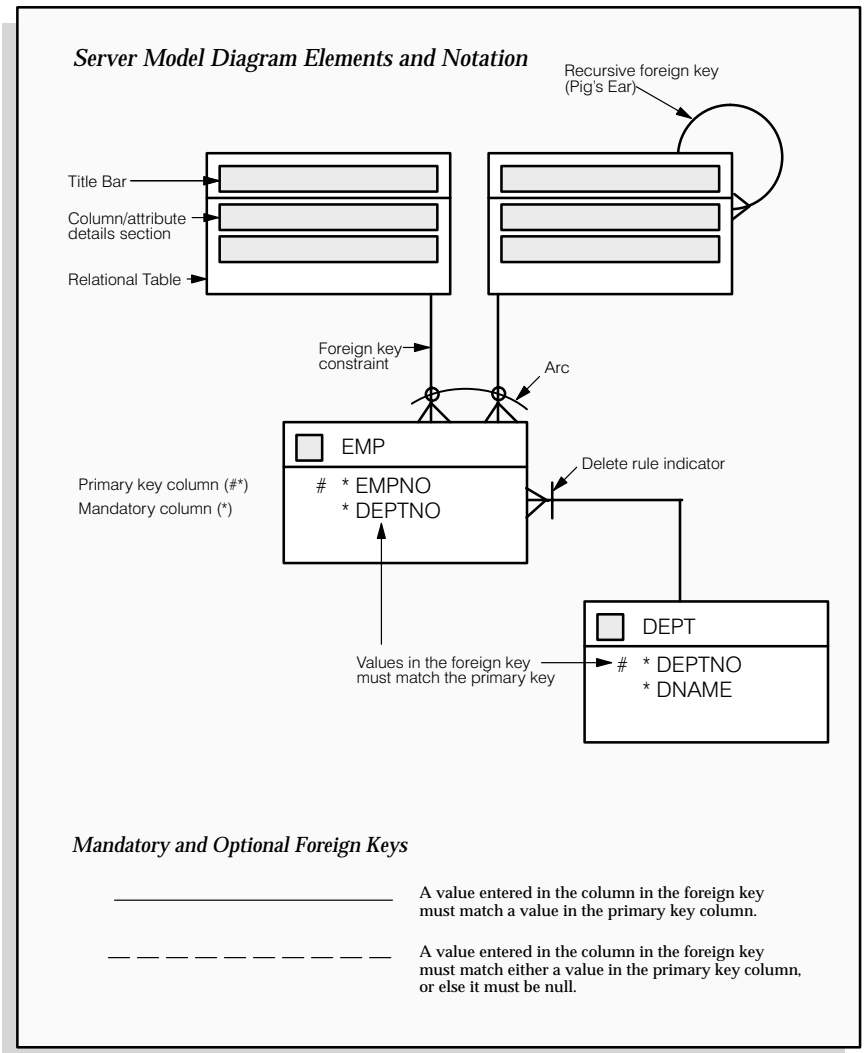 Server Model Diagram Elements and Notation
Recursive foreign key
(Pig's Ear)
Title Bar
Column/attribute
details section
Relational Table
Foreign key
constraint
Arc
EMP
Delete rule indicator
Primary key column (#*)
Mandatory column (*)
# * EMPNO
* DEPTNO
DEPT
Values in the foreign key
must match the primary key
# * DEPTNO
* DNAME
Mandatory and Optional Foreign Keys
A value entered in the column in the foreign key
must match a value in the primary key column.
A value entered in the column in the foreign key
must match either a value in the primary key column,
or else it must be null.